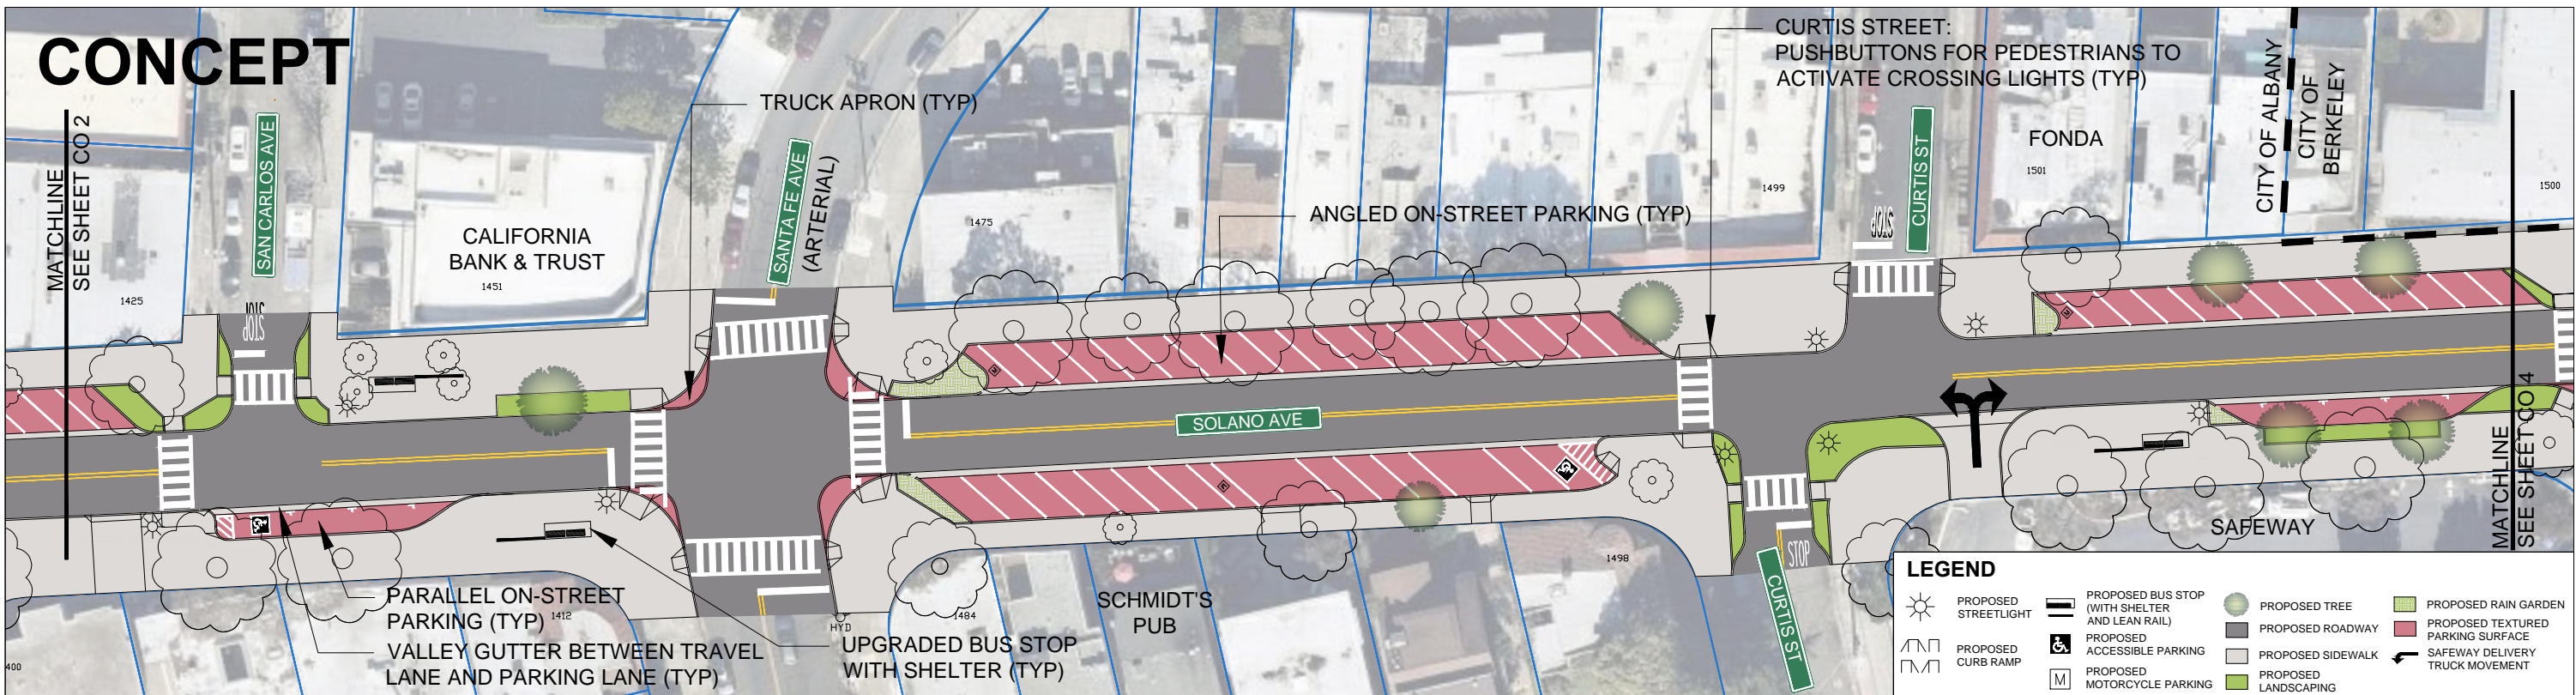 CONCEPT
MATCHLINE
SEE SHEET CO 2
SAN CARLOS AVE
1425
STOP
STOP
CALIFORNIA
BANK & TRUST
1451
TRUCK APRON (TYP)
SANTA FE AVE
(ARTERIAL)
1475
ANGLED ON-STREET PARKING (TYP)
CURTIS STREET:
PUSHBUTTONS FOR PEDESTRIANS TO
ACTIVATE CROSSING LIGHTS (TYP)
1499
STOP
CURTIS ST
FONDA
1501
CITY OF ALBANY
CITY OF
BERKELEY
1500
M
M
SOLANO AVE
M
MATCHLINE
SEE SHEET CO 4
400
PARALLEL ON-STREET
PARKING (TYP)
1412
VALLEY GUTTER BETWEEN TRAVEL
LANE AND PARKING LANE (TYP)
UPGRADED BUS STOP
WITH SHELTER (TYP)
HYD
1484
SCHMIDT'S
PUB
1498
CURTIS ST
STOP
SAFEWAY
LEGEND
PROPOSED
STREETLIGHT
PROPOSED
CURB RAMP
PROPOSED BUS STOP
(WITH SHELTER
AND LEAN RAIL)
PROPOSED
ACCESSIBLE PARKING
M
PROPOSED
MOTORCYCLE PARKING
PROPOSED TREE
PROPOSED ROADWAY
PROPOSED SIDEWALK
PROPOSED
LANDSCAPING
PROPOSED RAIN GARDEN
PROPOSED TEXTURED
PARKING SURFACE
SAFEWAY DELIVERY
TRUCK MOVEMENT